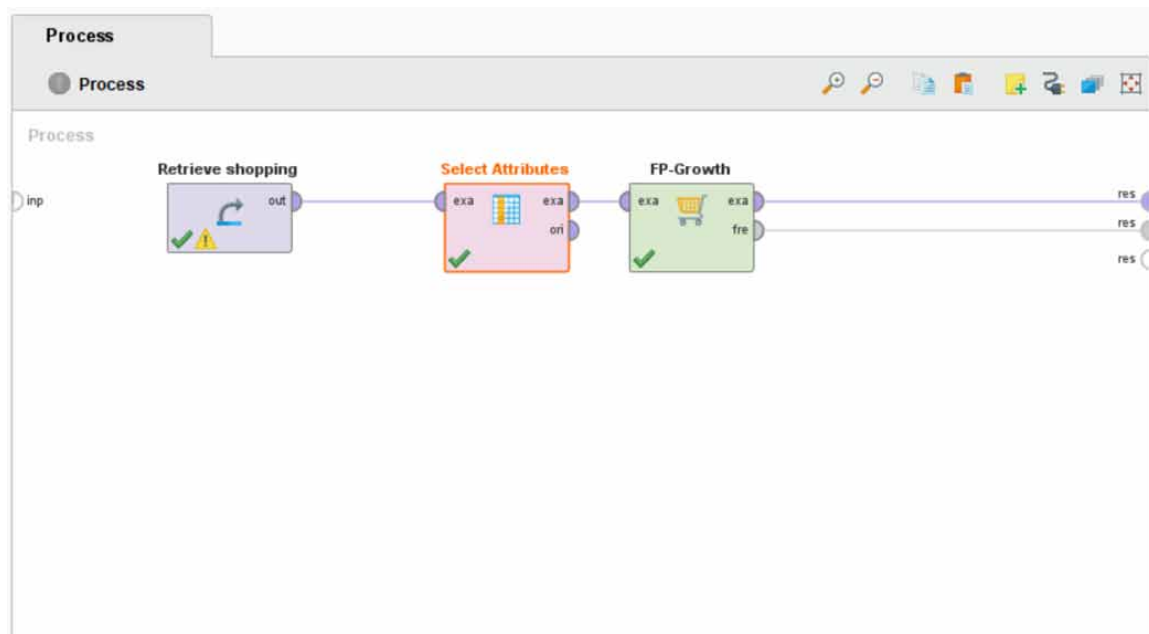 Process
Process
Process
Retrieve shopping
Select Attributes
FP-Growth
inp
out
exa
exa
ori
exa
exa
fre
res
res
res